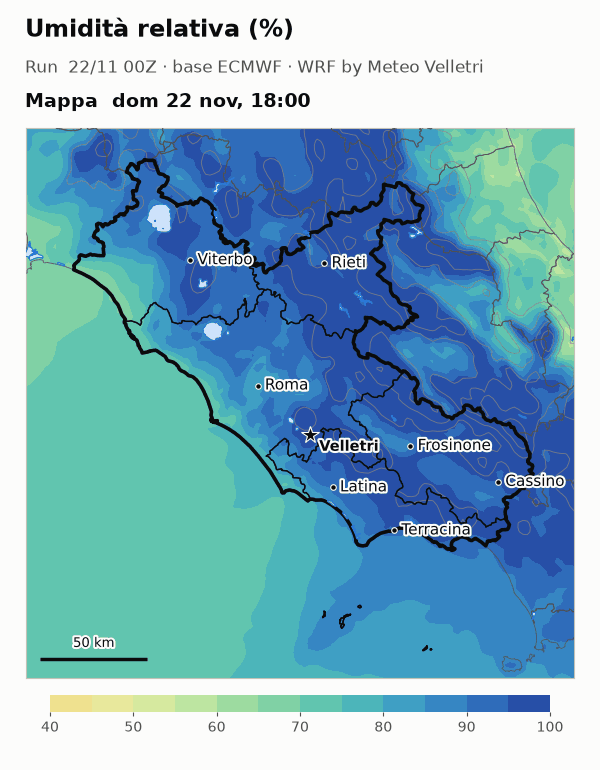 Umidità relativa (%)
Run  22/11 00Z · base ECMWF · WRF by Meteo Velletri
Mappa  dom 22 nov, 18:00
Viterbo
Rieti
Roma
Velletri
Frosinone
Cassino
Latina
Terracina
50 km
40 50 60 70 80 90 100